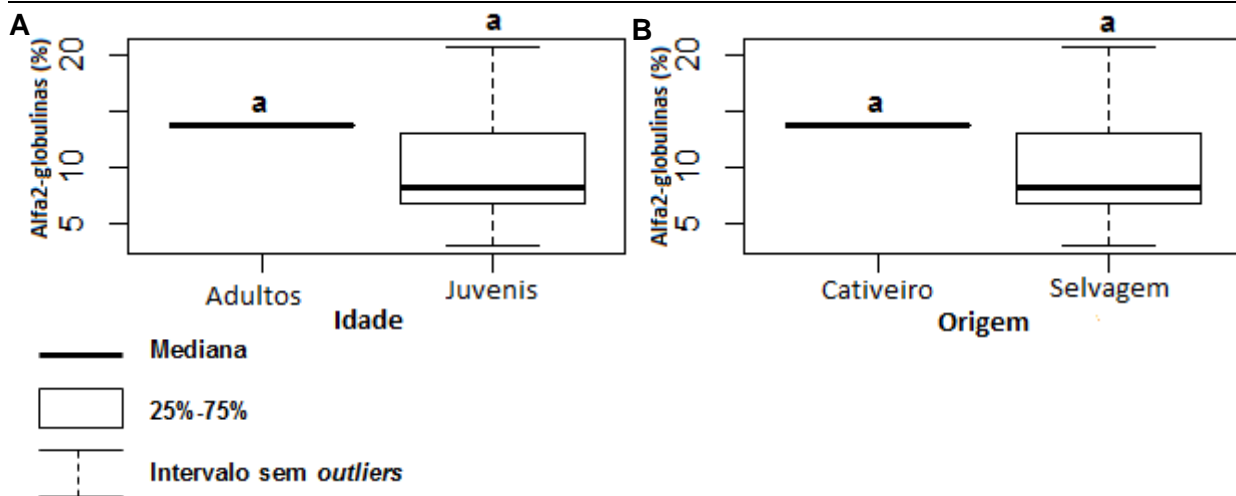 A
a
a
Alfa2-globulinas (%)
20
10
5
Adultos
Juvenis
Idade
B
a
a
Alfa2-globulinas (%)
20
10
5
Cativeiro
Selvagem
Origem
Mediana
25%-75%
Intervalo sem outliers